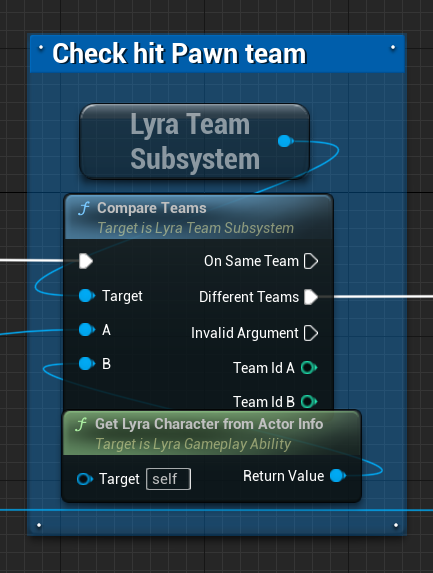 Check hit Pawn team
Lyra Team
Subsystem
f Compare Teams
Target is Lyra Team Subsystem
On Same Team
Target Different Teams
A Invalid Argument
B Team Id A
Team Id B
f Get Lyra Character from Actor Info
Target is Lyra Gameplay Ability
Target self Return Value